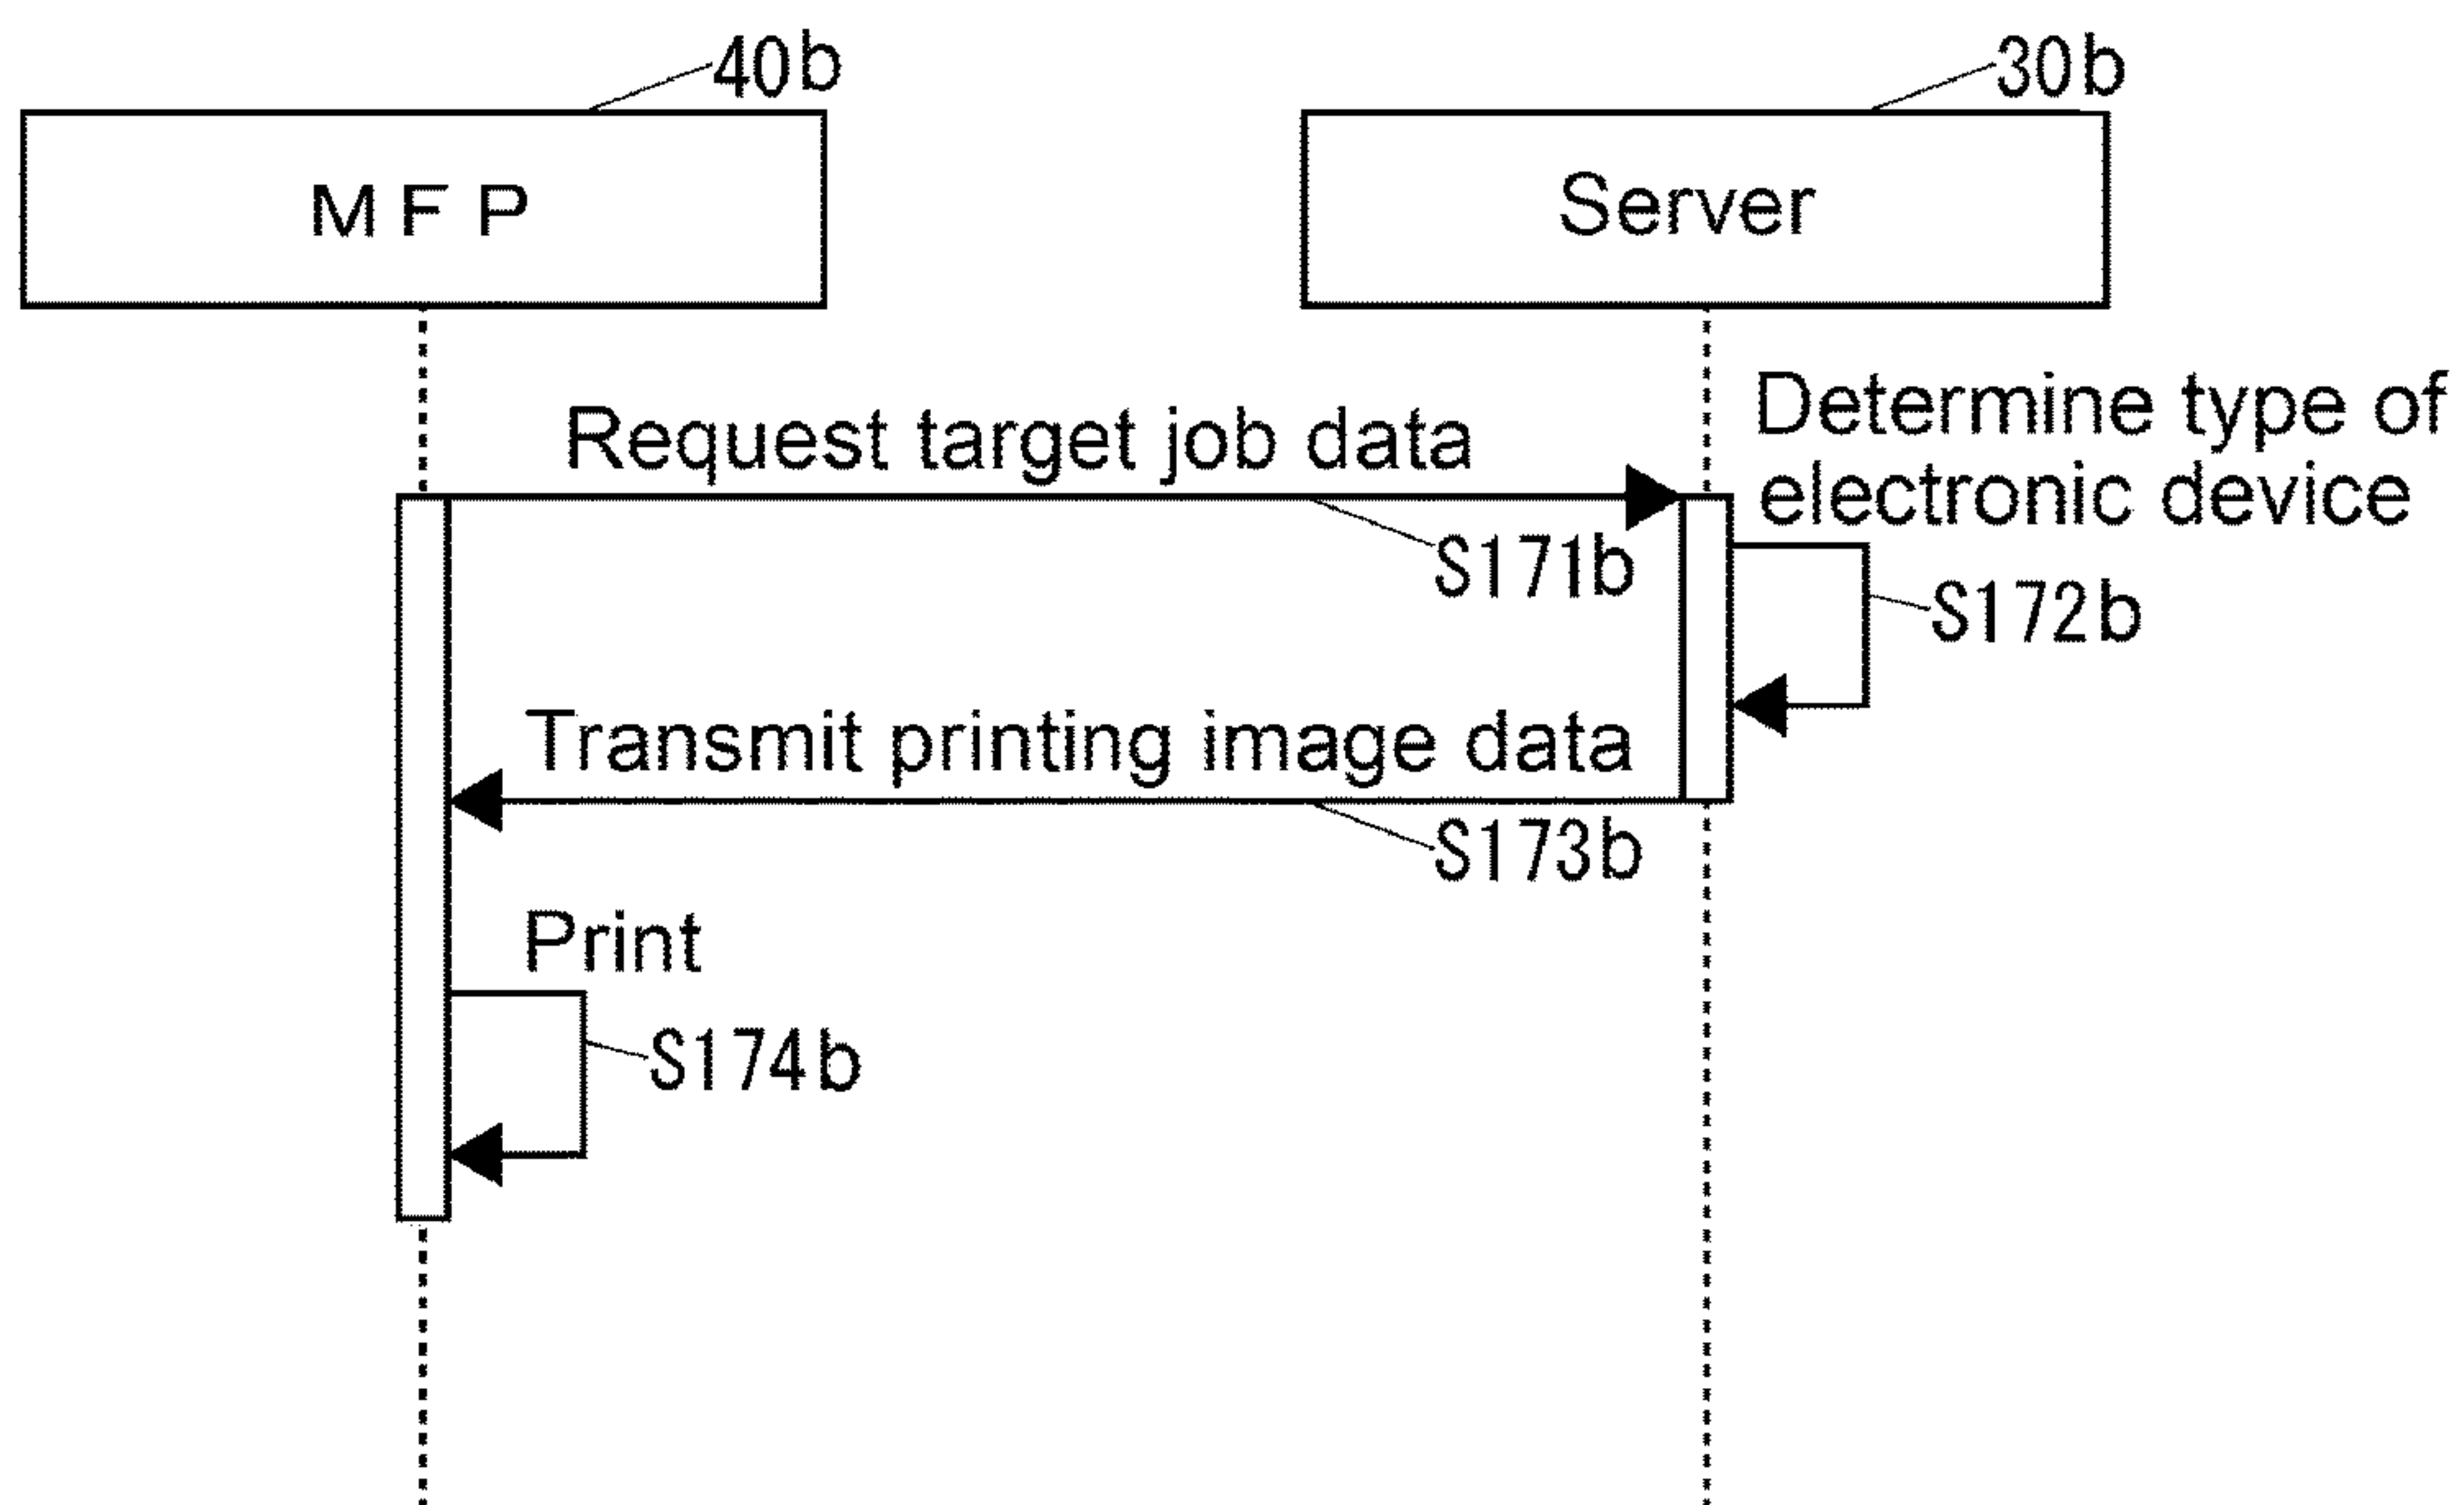 40b
30b
M F P
Server
Request target job data
Determine type of
electronic device
S171b
S172b
Transmit printing image data
S173b
Print
S174b